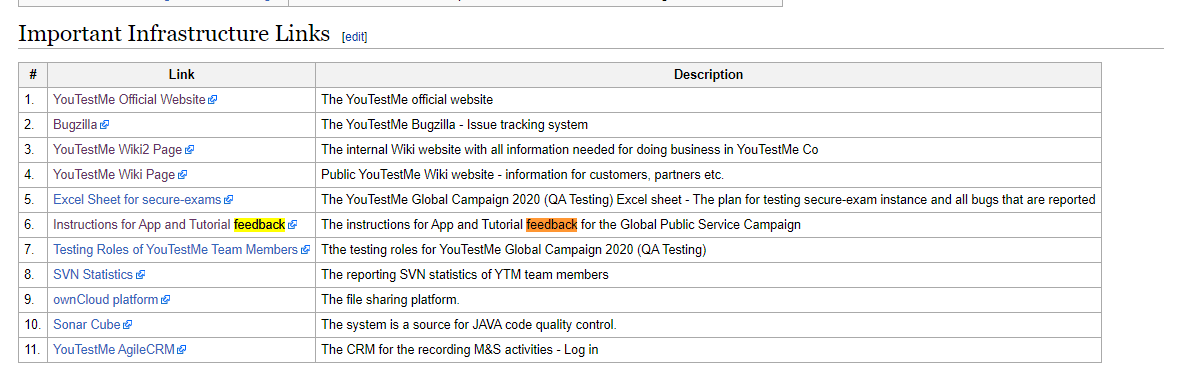 Important Infrastructure Links [edit]
# Link Description
1. YouTestMe Official Website The YouTestMe official website
2. Bugzilla The YouTestMe Bugzilla - Issue tracking system
3. YouTestMe Wiki2 Page The internal Wiki website with all information needed for doing business in YouTestMe Co
4. YouTestMe Wiki Page Public YouTestMe Wiki website - information for customers, partners etc.
5. Excel Sheet for secure-exams The YouTestMe Global Campaign 2020 (QA Testing) Excel sheet - The plan for testing secure-exam instance and all bugs that are reported
6. Instructions for App and Tutorial feedback The instructions for App and Tutorial feedback for the Global Public Service Campaign
7. Testing Roles of YouTestMe Team Members Tthe testing roles for YouTestMe Global Campaign 2020 (QA Testing)
8. SVN Statistics The reporting SVN statistics of YTM team members
9. ownCloud platform The file sharing platform.
10. Sonar Cube The system is a source for JAVA code quality control.
11. YouTestMe AgileCRM The CRM for the recording M&S activities - Log in